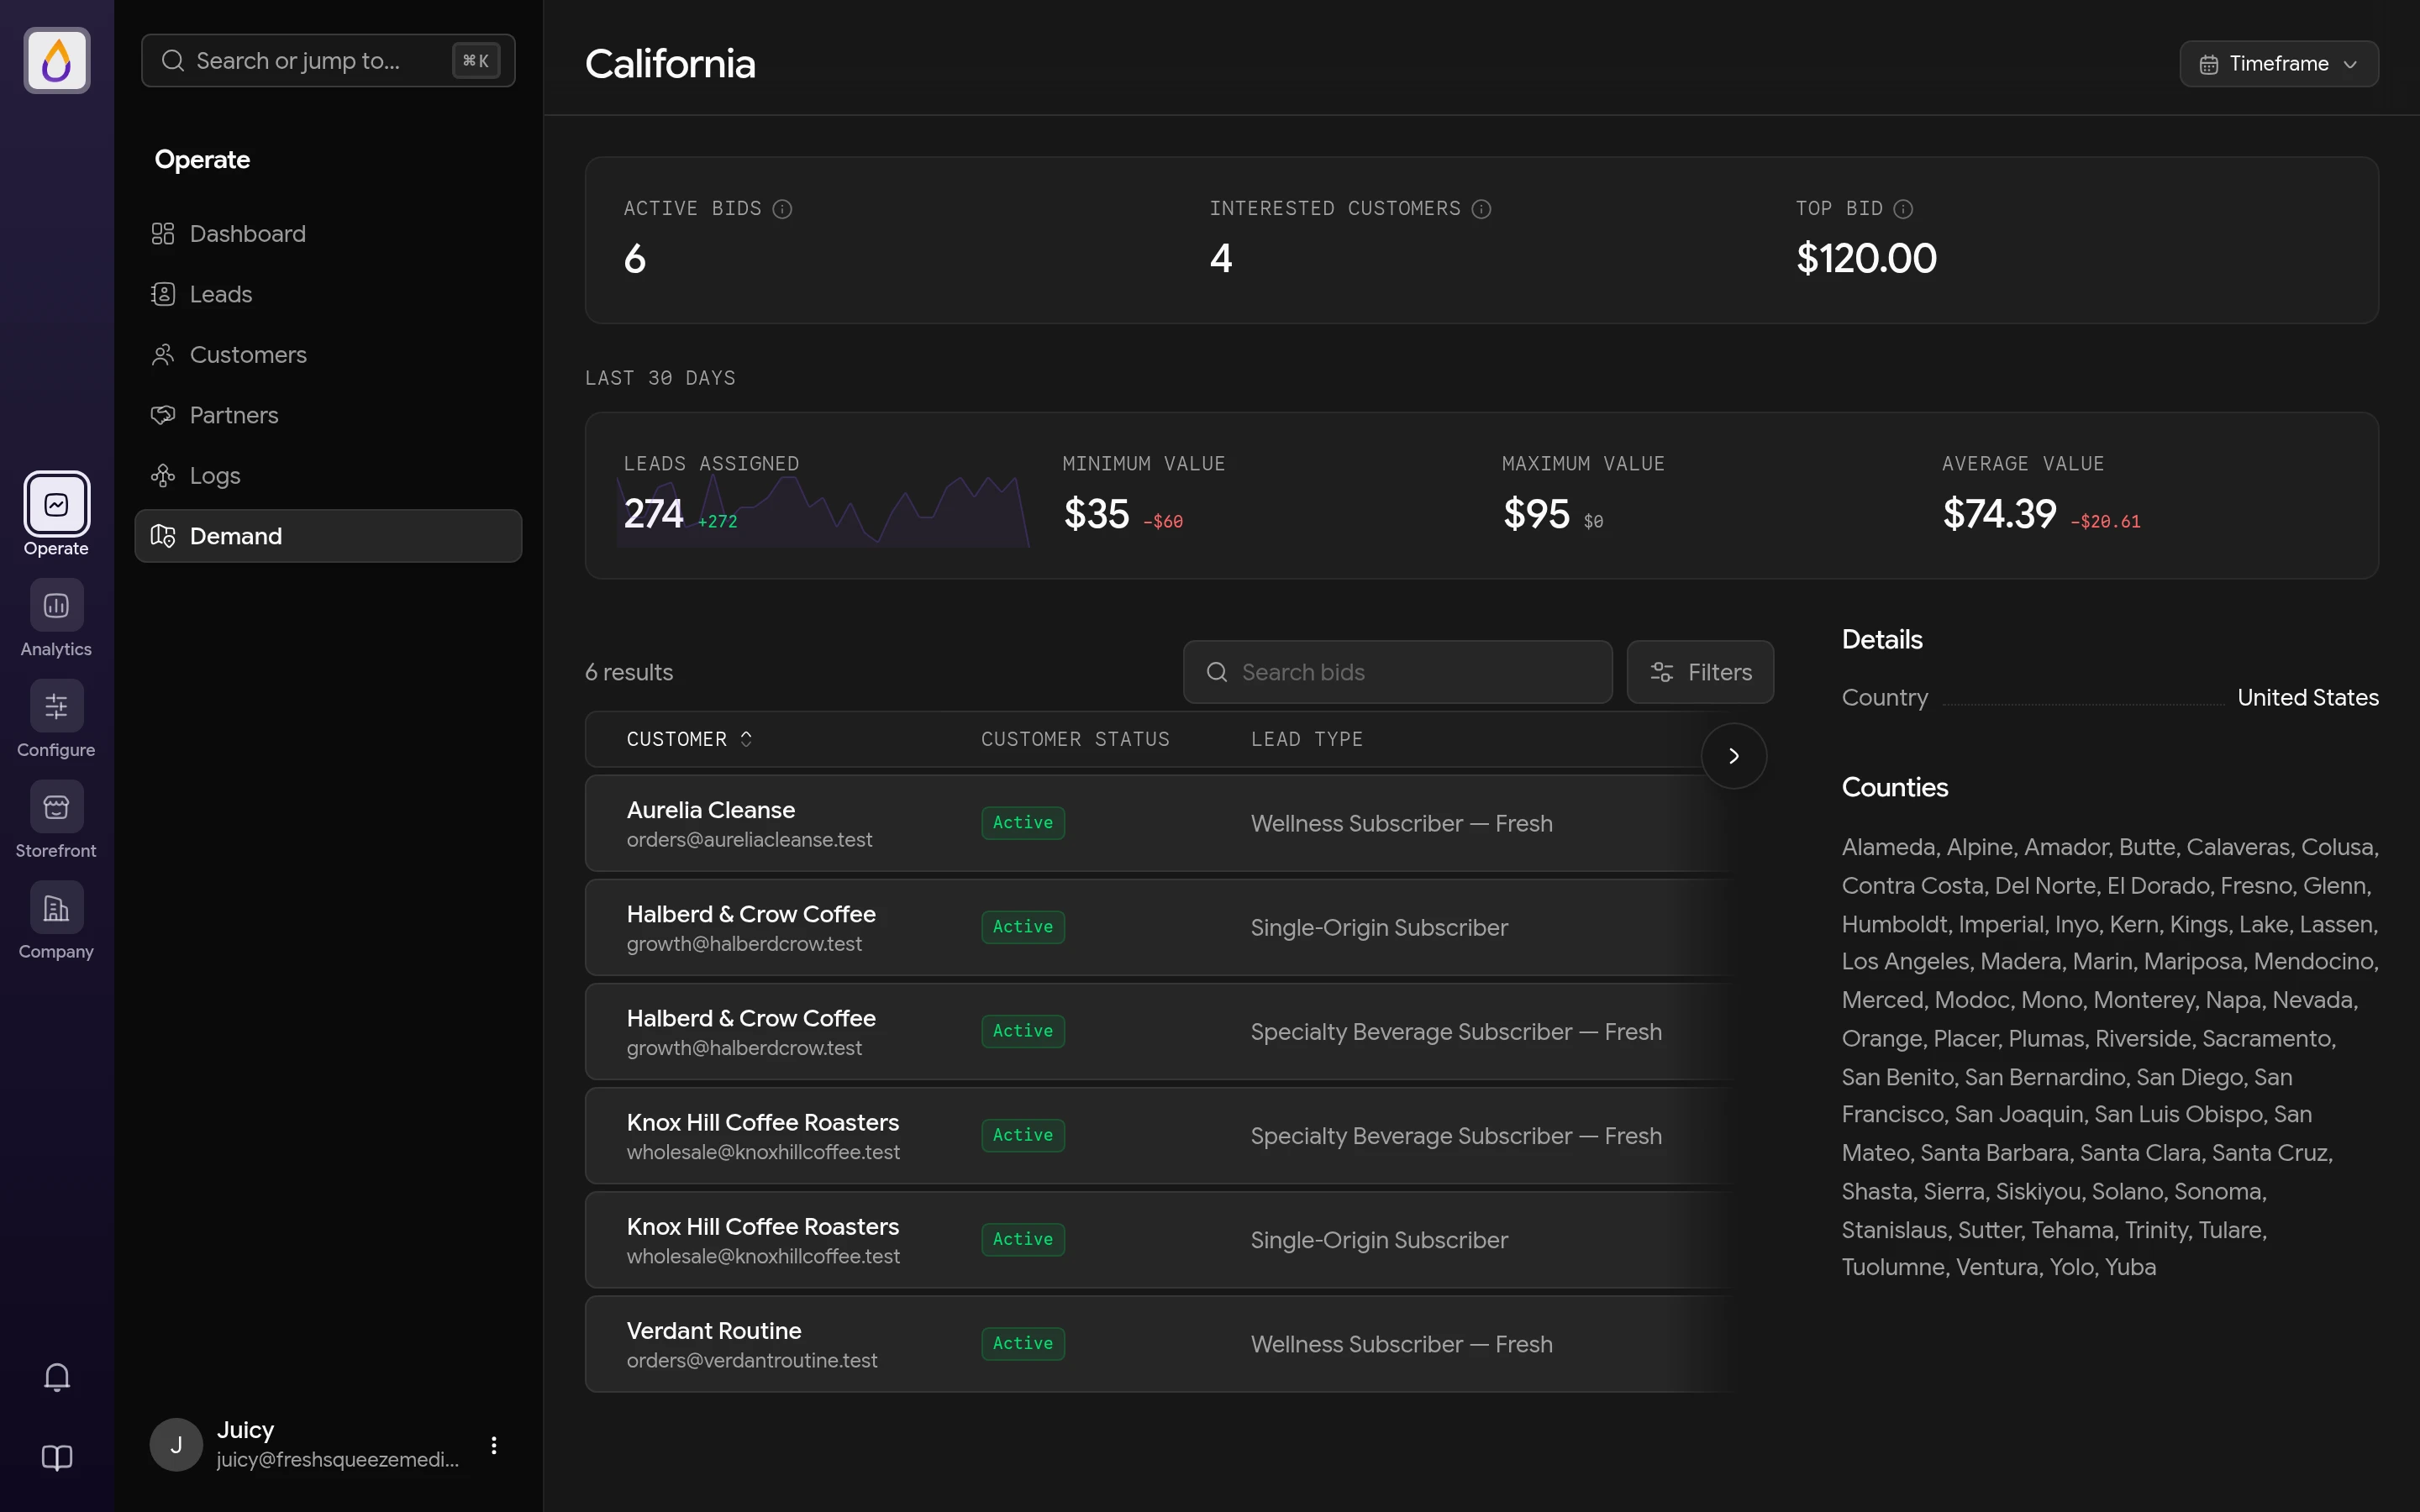 Search or jump to...
⌘K
Operate
Dashboard
Leads
Customers
Partners
Logs
Demand
Operate
Analytics
Configure
Storefront
Company
J
Juicy
juicy@freshsqueezemedi...
California
Timeframe
ACTIVE BIDS
6
INTERESTED CUSTOMERS
4
TOP BID
$120.00
LAST 30 DAYS
LEADS ASSIGNED
274 +272
MINIMUM VALUE
$35 -$60
MAXIMUM VALUE
$95 $0
AVERAGE VALUE
$74.39 -$20.61
6 results
Search bids
Filters
CUSTOMER
CUSTOMER STATUS
LEAD TYPE
Aurelia Cleanse
orders@aureliacleanse.test
Active
Wellness Subscriber — Fresh
Halberd & Crow Coffee
growth@halberdcrow.test
Active
Single-Origin Subscriber
Halberd & Crow Coffee
growth@halberdcrow.test
Active
Specialty Beverage Subscriber — Fresh
Knox Hill Coffee Roasters
wholesale@knoxhillcoffee.test
Active
Specialty Beverage Subscriber — Fresh
Knox Hill Coffee Roasters
wholesale@knoxhillcoffee.test
Active
Single-Origin Subscriber
Verdant Routine
orders@verdantroutine.test
Active
Wellness Subscriber — Fresh
Details
Country
United States
Counties
Alameda, Alpine, Amador, Butte, Calaveras, Colusa,
Contra Costa, Del Norte, El Dorado, Fresno, Glenn,
Humboldt, Imperial, Inyo, Kern, Kings, Lake, Lassen,
Los Angeles, Madera, Marin, Mariposa, Mendocino,
Merced, Modoc, Mono, Monterey, Napa, Nevada,
Orange, Placer, Plumas, Riverside, Sacramento,
San Benito, San Bernardino, San Diego, San
Francisco, San Joaquin, San Luis Obispo, San
Mateo, Santa Barbara, Santa Clara, Santa Cruz,
Shasta, Sierra, Siskiyou, Solano, Sonoma,
Stanislaus, Sutter, Tehama, Trinity, Tulare,
Tuolumne, Ventura, Yolo, Yuba